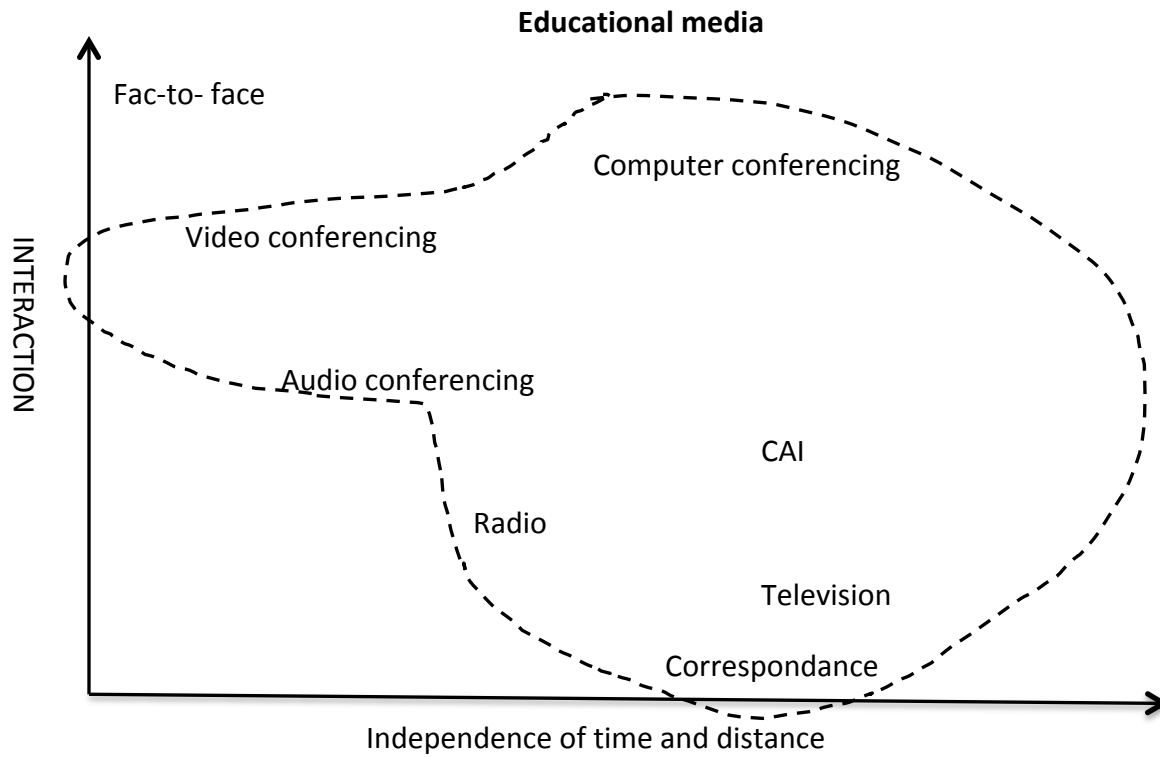 Educational media
Fac-to- face
Computer conferencing
Video conferencing
INTERACTION
Audio conferencing
CAI
Radio
Television
Correspondance
Independence of time and distance